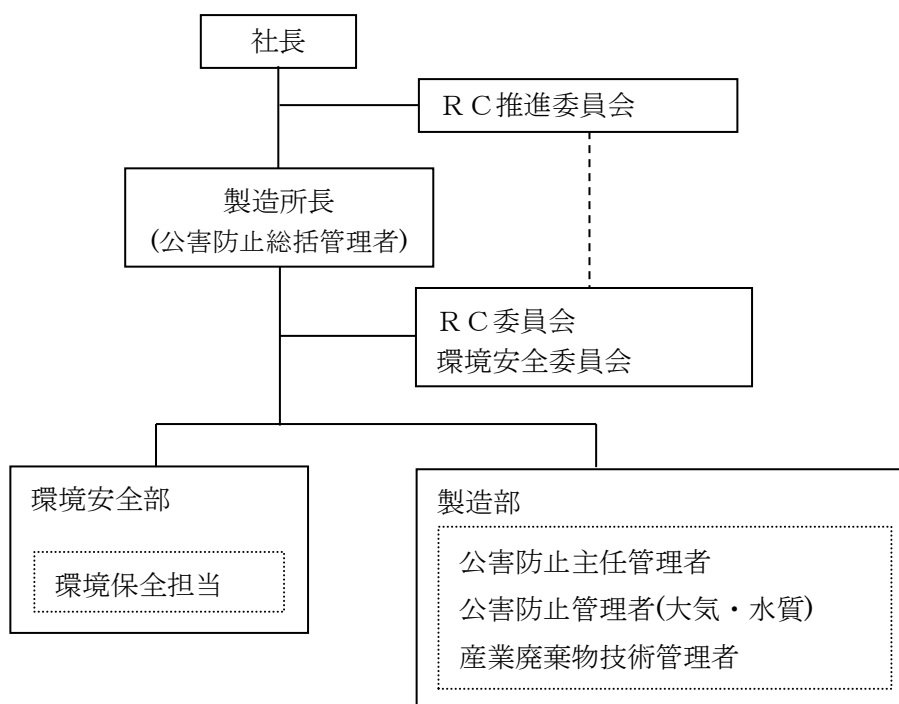 社長
ＲＣ推進委員会
製造所長
(公害防止総括管理者)
ＲＣ委員会
環境安全委員会
環境安全部
環境保全担当
製造部
公害防止主任管理者
公害防止管理者(大気・水質)
産業廃棄物技術管理者